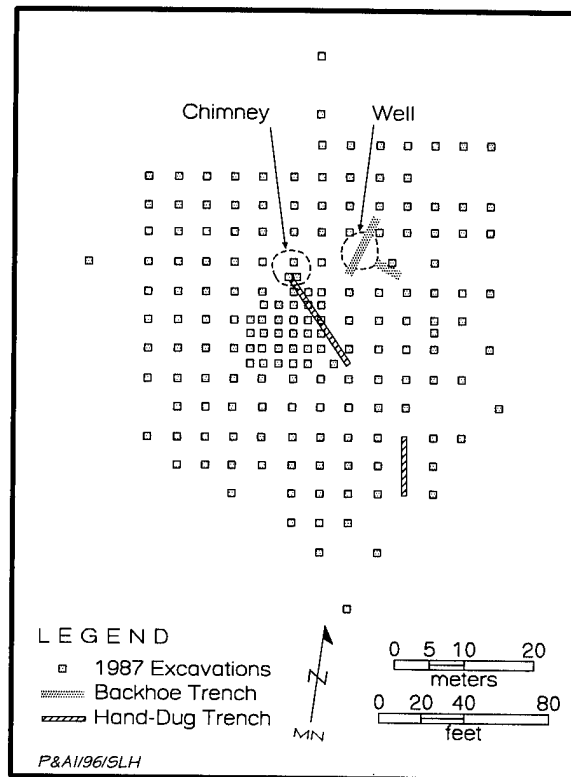 Chimney
Well
LEGEND
1987 Excavations
Backhoe Trench
Hand-Dug Trench
N
MN
0 5 10 20
meters
0 20 40 80
feet
P&AI/96/SLH